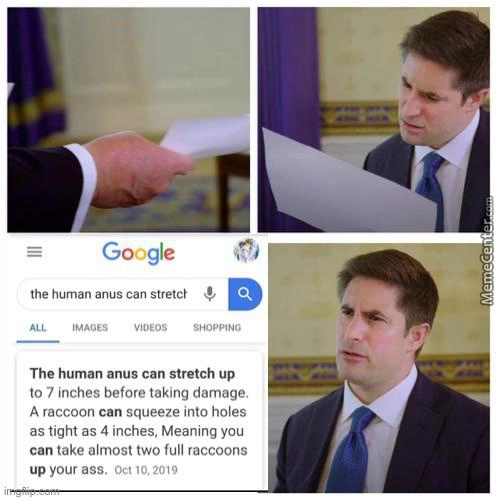 MemeCenter.com
Google
the human anus can stretch
ALL IMAGES VIDEOS SHOPPING
The human anus can stretch up
to 7 inches before taking damage.
A raccoon can squeeze into holes
as tight as 4 inches, Meaning you
can take almost two full raccoons
up your ass. Oct 10, 2019
imgflip.com